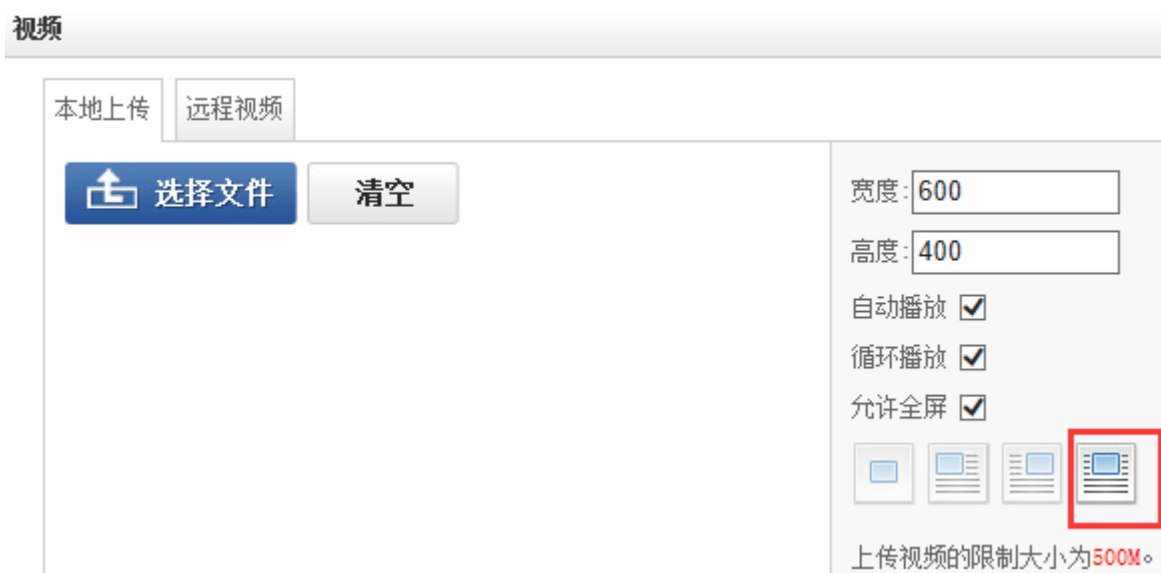 视频
本地上传 远程视频
选择文件 清空
宽度:600
高度:400
自动播放
循环播放
允许全屏
上传视频的限制大小为500M。